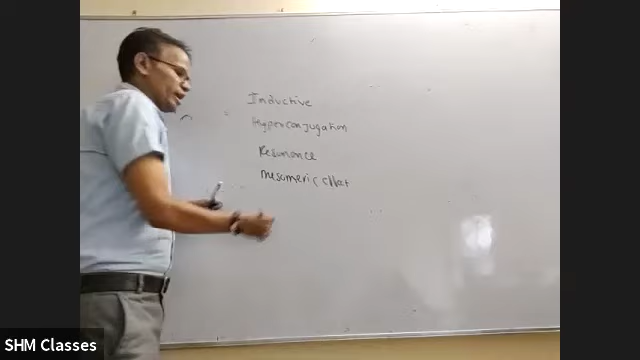 Inductive
Hyperconjugation
Resonance
mesomeric effect
SHM Classes